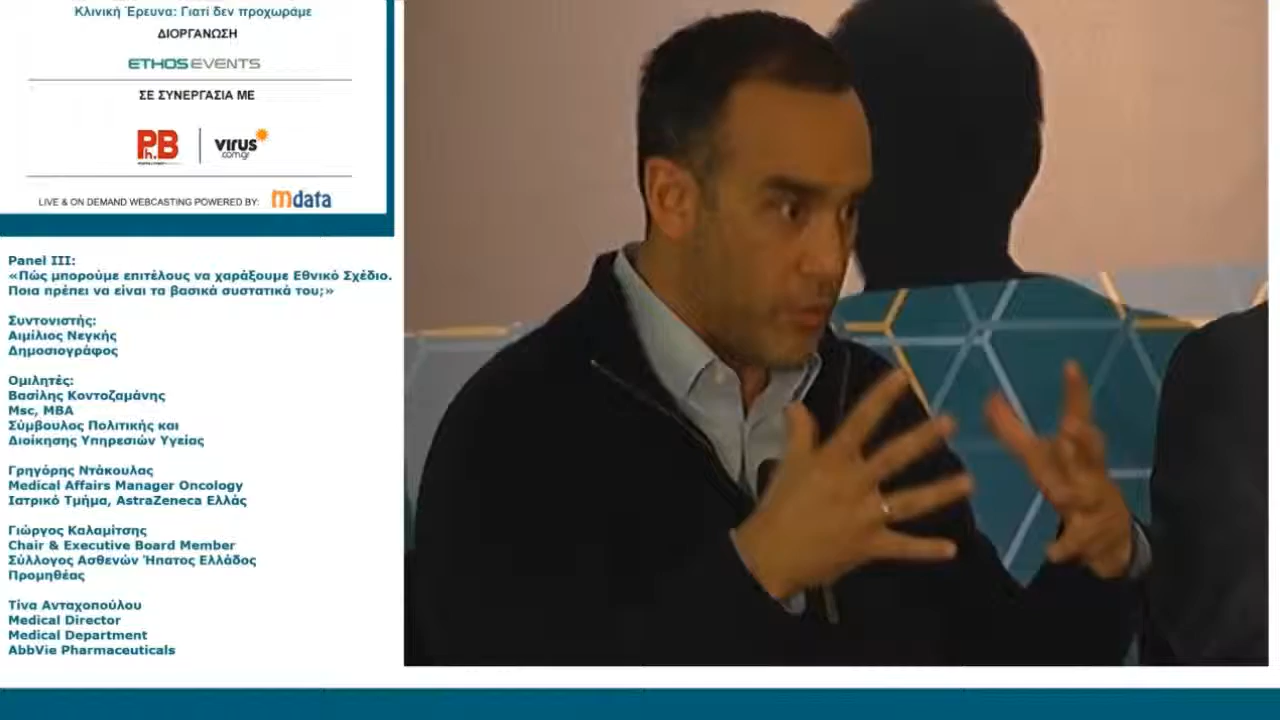 Κλινική Έρευνα: Γιατί δεν προχωράμε
ΔΙΟΡΓΑΝΩΣΗ
ETHOS EVENTS
ΣΕ ΣΥΝΕΡΓΑΣΙΑ ΜΕ
Ph.B
virus
.com.gr
LIVE & ON DEMAND WEBCASTING POWERED BY: mdata
Panel III:
«Πώς μπορούμε επιτέλους να χαράξουμε Εθνικό Σχέδιο.
Ποια πρέπει να είναι τα βασικά συστατικά του;»
Συντονιστής:
Αιμίλιος Νεγκής
Δημοσιογράφος
Ομιλητές:
Βασίλης Κοντοζαμάνης
Msc, MBA
Σύμβουλος Πολιτικής και
Διοίκησης Υπηρεσιών Υγείας
Γρηγόρης Ντάκουλας
Medical Affairs Manager Oncology
Ιατρικό Τμήμα, AstraZeneca Ελλάς
Γιώργος Καλαμίτσης
Chair & Executive Board Member
Σύλλογος Ασθενών Ήπατος Ελλάδος
Προμηθέας
Τίνα Ανταχοπούλου
Medical Director
Medical Department
AbbVie Pharmaceuticals